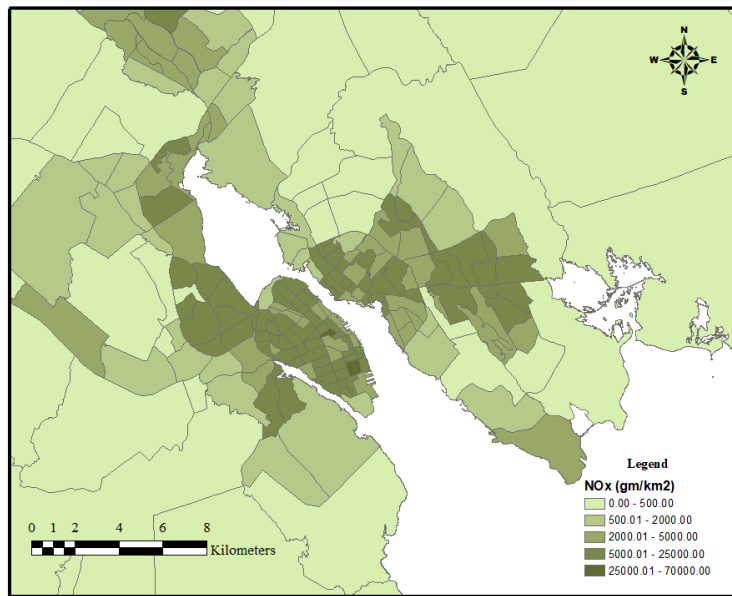 N
W E
S
Legend
NOx (gm/km2)
0.00 - 500.00
500.01 - 2000.00
2000.01 - 5000.00
5000.01 - 25000.00
25000.01 - 70000.00
0 1 2 4 6 8
Kilometers